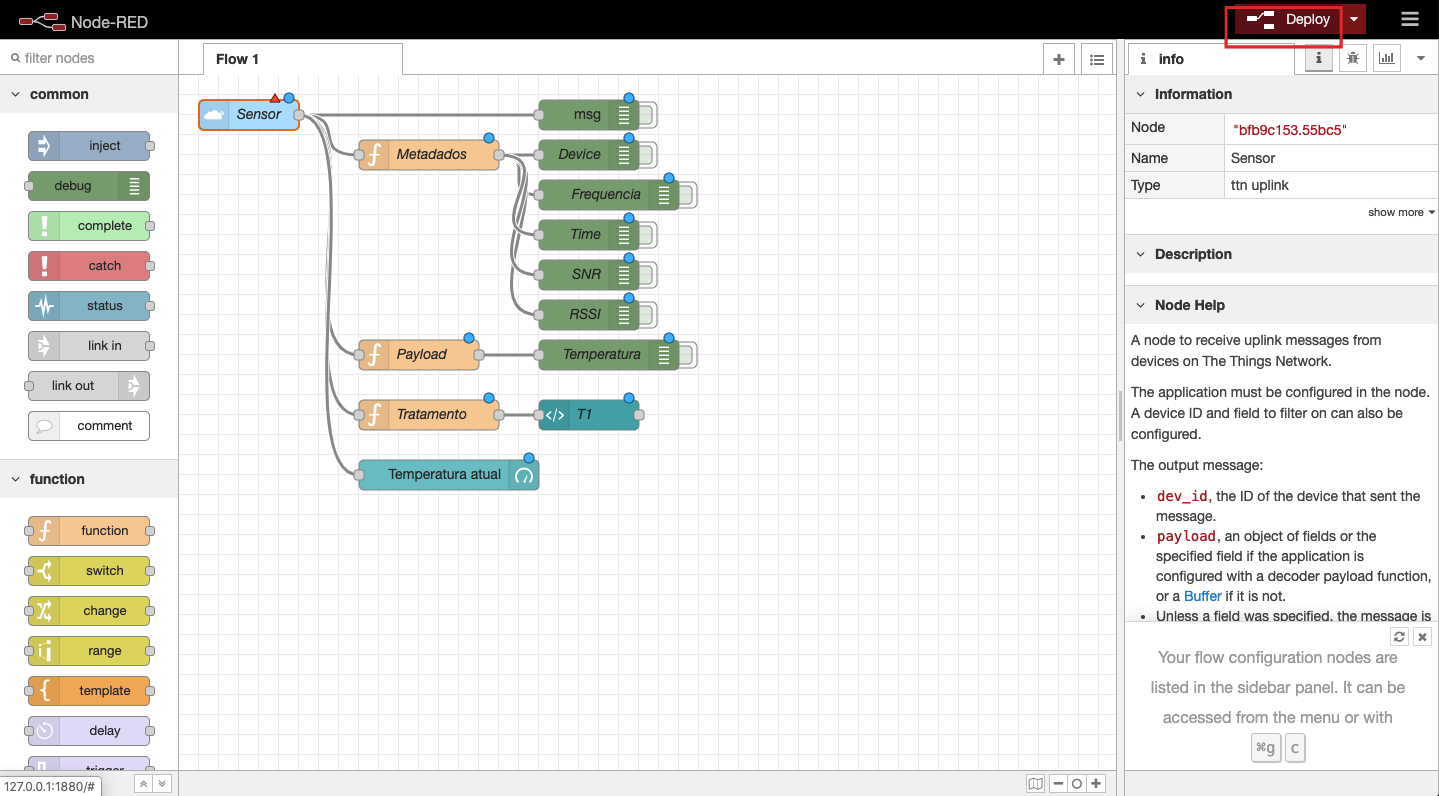 Node-RED
Deploy
filter nodes
common
inject
debug
complete
catch
status
link in
link out
comment
function
function
switch
change
range
template
delay
trigger
127.0.0.1:1880/#
Flow 1
Sensor
msg
Metadados
Device
Frequencia
Time
SNR
RSSI
Payload
Temperatura
Tratamento
</> T1
Temperatura atual
i info
i
Information
Node "bfb9c153.55bc5"
Name Sensor
Type ttn uplink
show more
Description
Node Help
A node to receive uplink messages from
devices on The Things Network.
The application must be configured in the node.
A device ID and field to filter on can also be
configured.
The output message:
• dev_id, the ID of the device that sent the
message.
• payload, an object of fields or the
specified field if the application is
configured with a decoder payload function,
or a Buffer if it is not.
• Unless a field was specified, the message is
Your flow configuration nodes are
listed in the sidebar panel. It can be
accessed from the menu or with
⌘g c